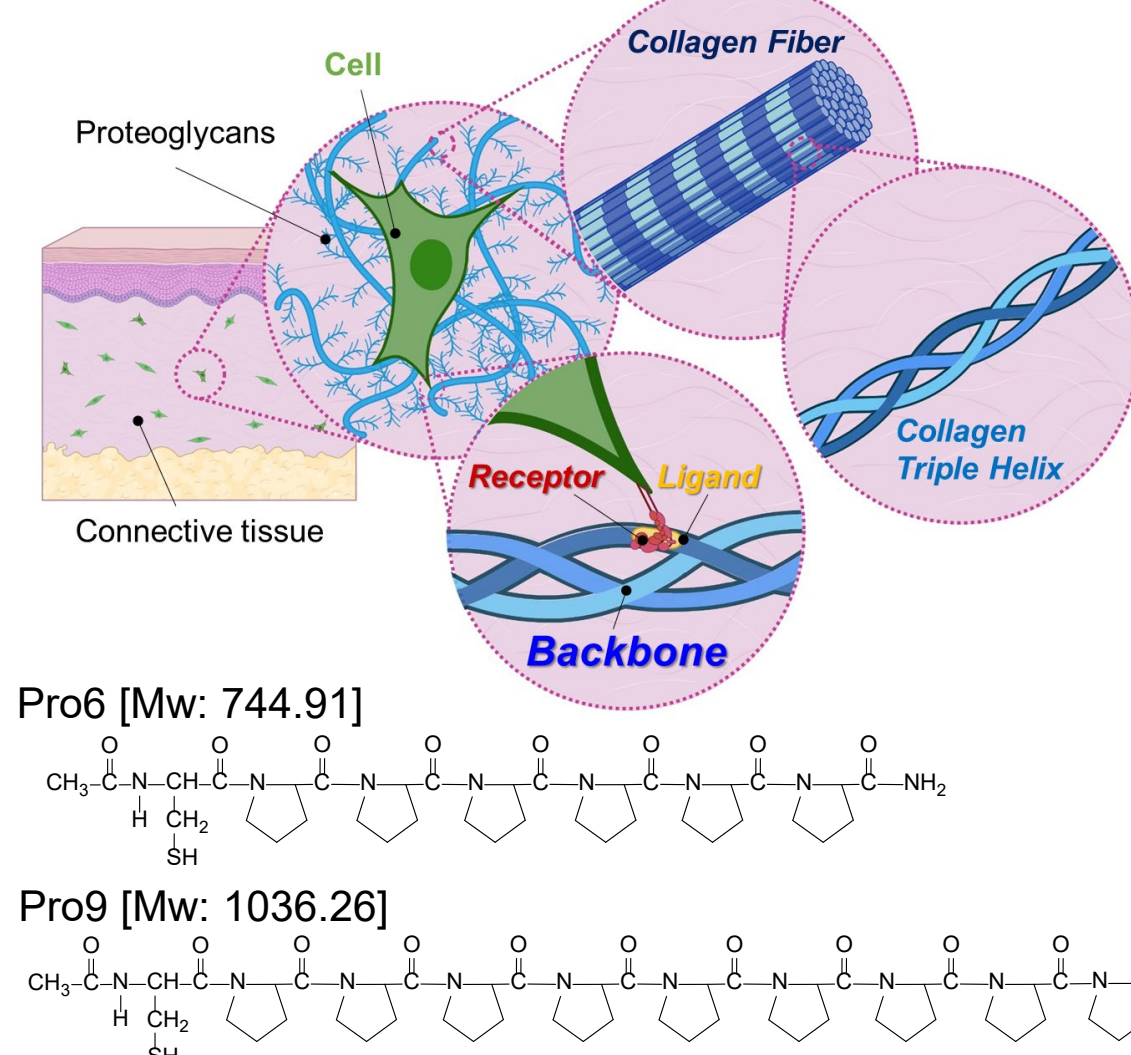 Collagen Fiber
Cell
Proteoglycans
Collagen
Triple Helix
Receptor
Ligand
Connective tissue
Backbone
Pro6 [Mw: 744.91]
O O O O O O O O
CH₃ C N CH C N C N C N C N C N C N C NH₂
H CH₂
SH
Pro9 [Mw: 1036.26]
O O O O O O O O O O
CH₃ C N CH C N C N C N C N C N C N C N C N C N
H CH₂
SH